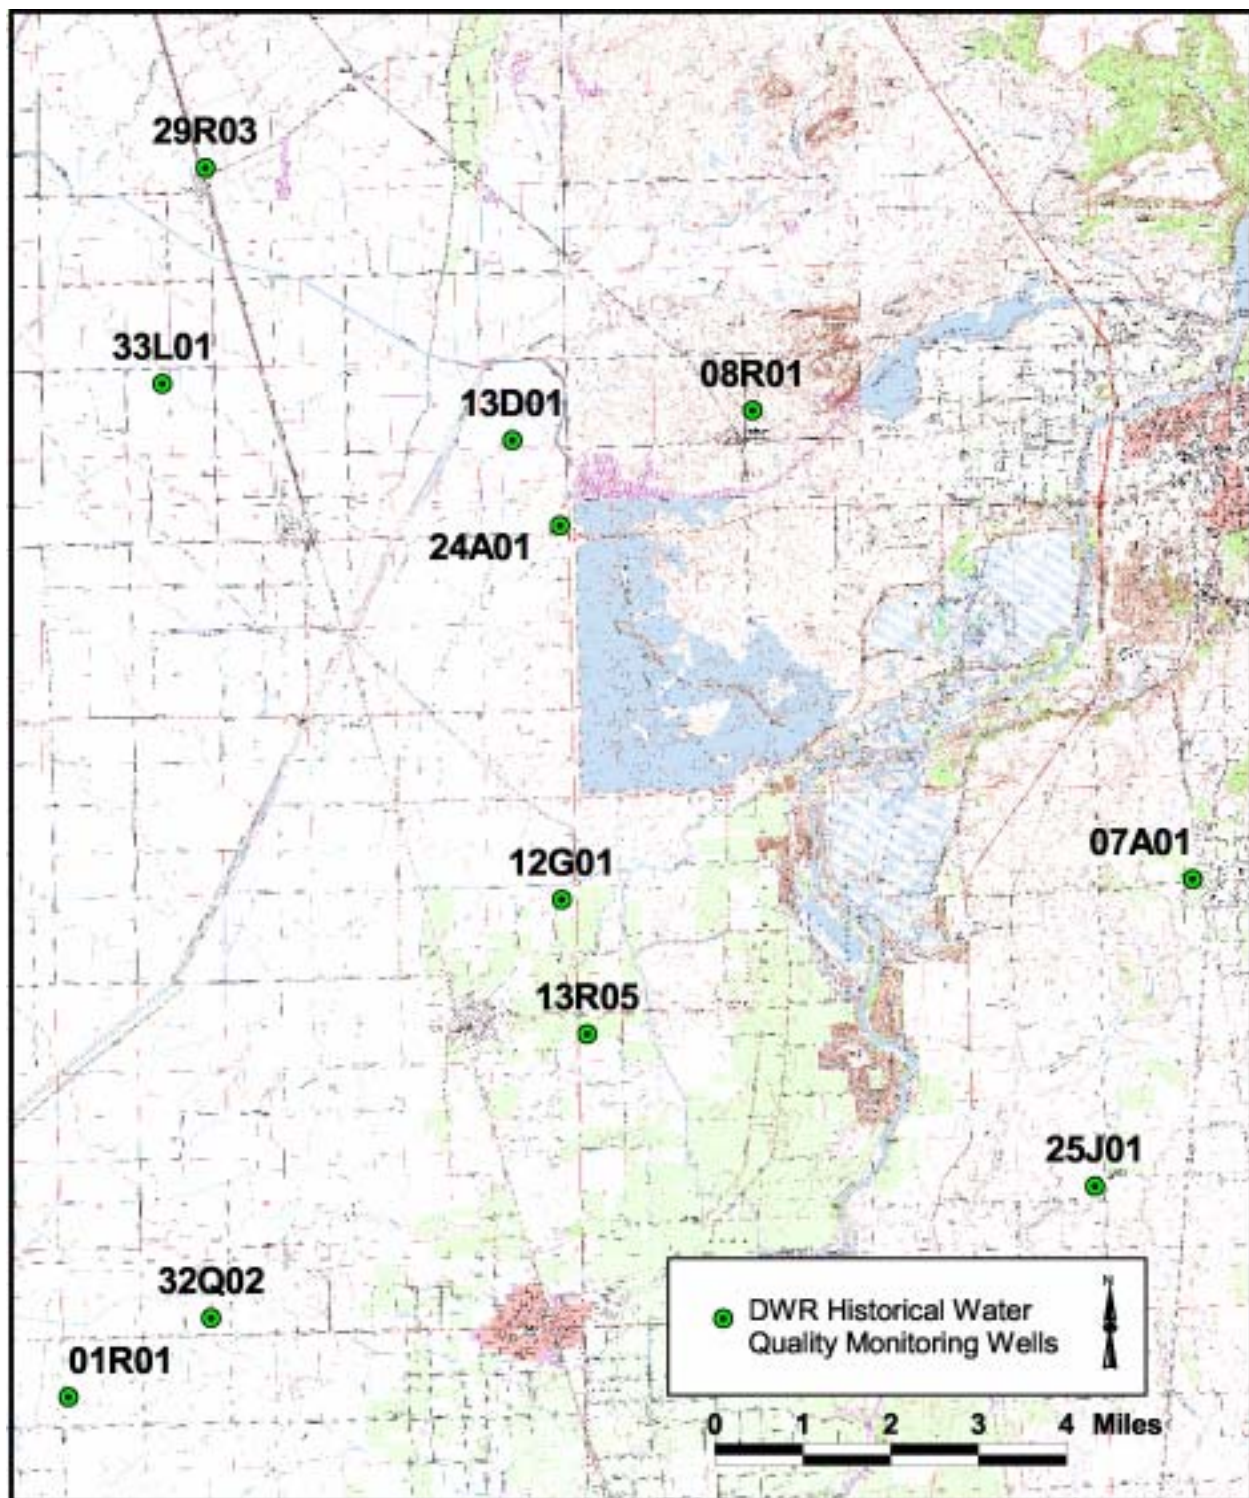 29R03
33L01
08R01
13D01
24A01
12G01
07A01
13R05
25J01
32Q02
01R01
N
DWR Historical Water
Quality Monitoring Wells
0 1 2 3 4 Miles